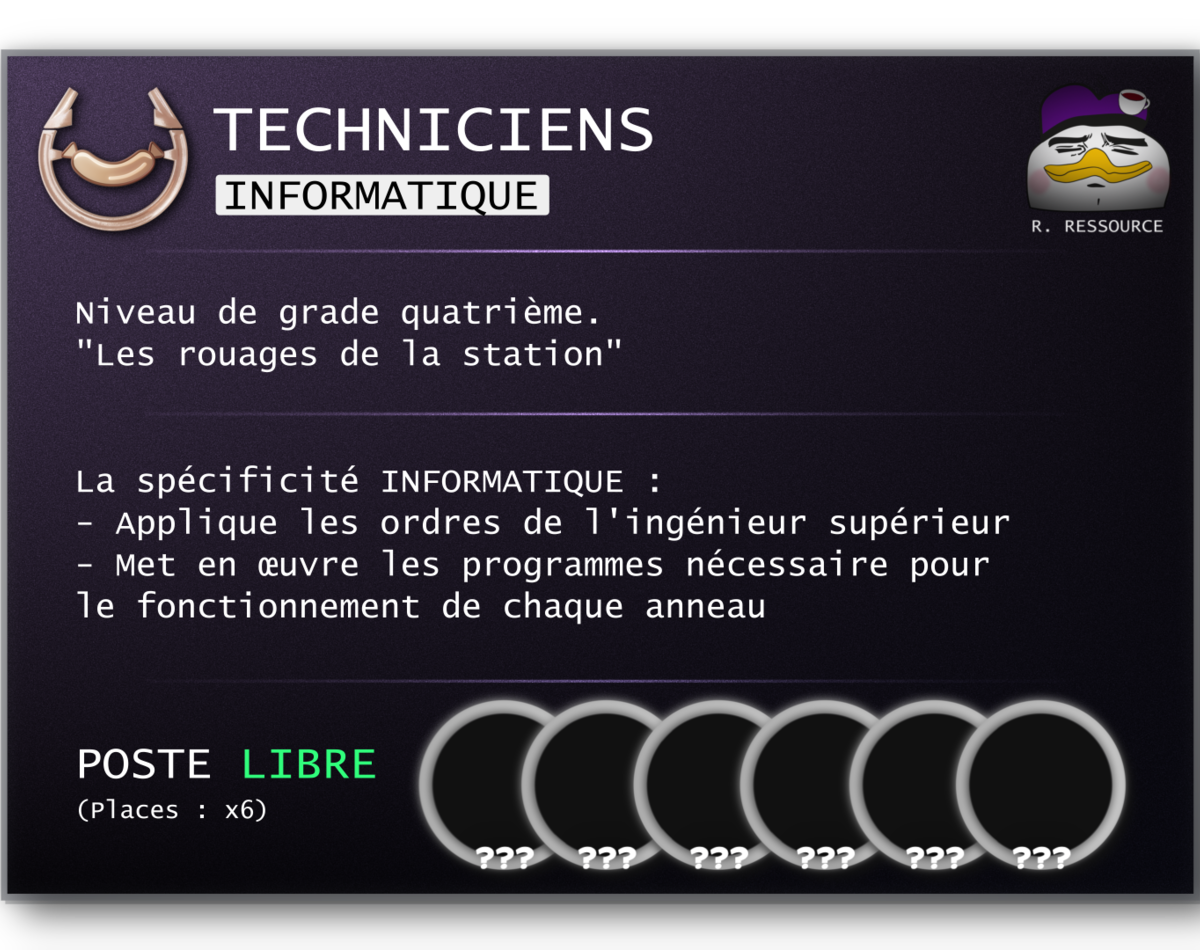 TECHNICIENS
INFORMATIQUE
R. RESSOURCE
Niveau de grade quatrième.
"Les rouages de la station"
La spécificité INFORMATIQUE :
- Applique les ordres de l'ingénieur supérieur
- Met en œuvre les programmes nécessaire pour
le fonctionnement de chaque anneau
POSTE LIBRE
(Places : x6)
??? ??? ??? ??? ??? ???